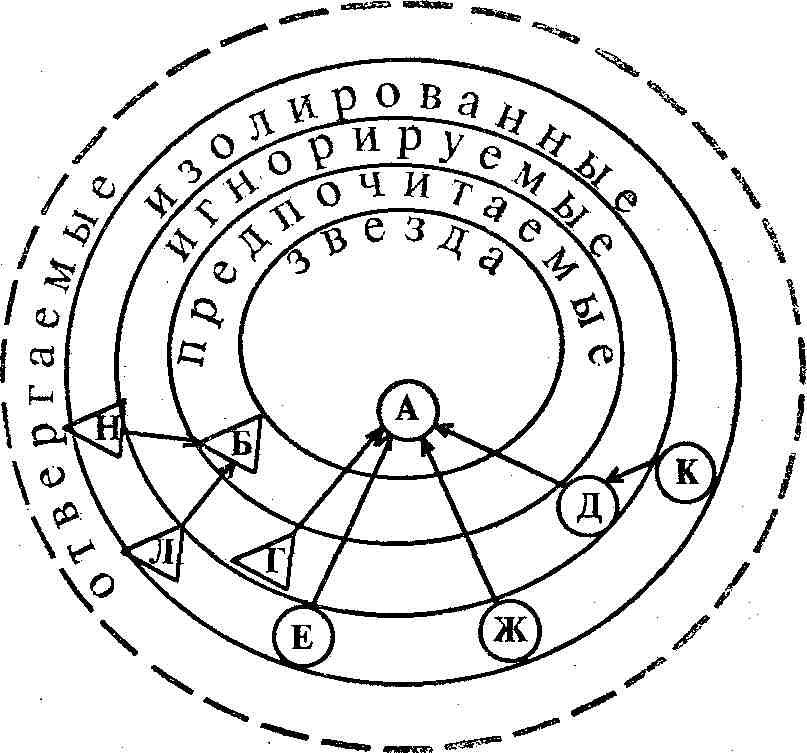 изолированные
игнорируемые
предпочитаемые
звезда
отвергаемые
А
Н
Б
К
Д
Л
Г
Е
Ж